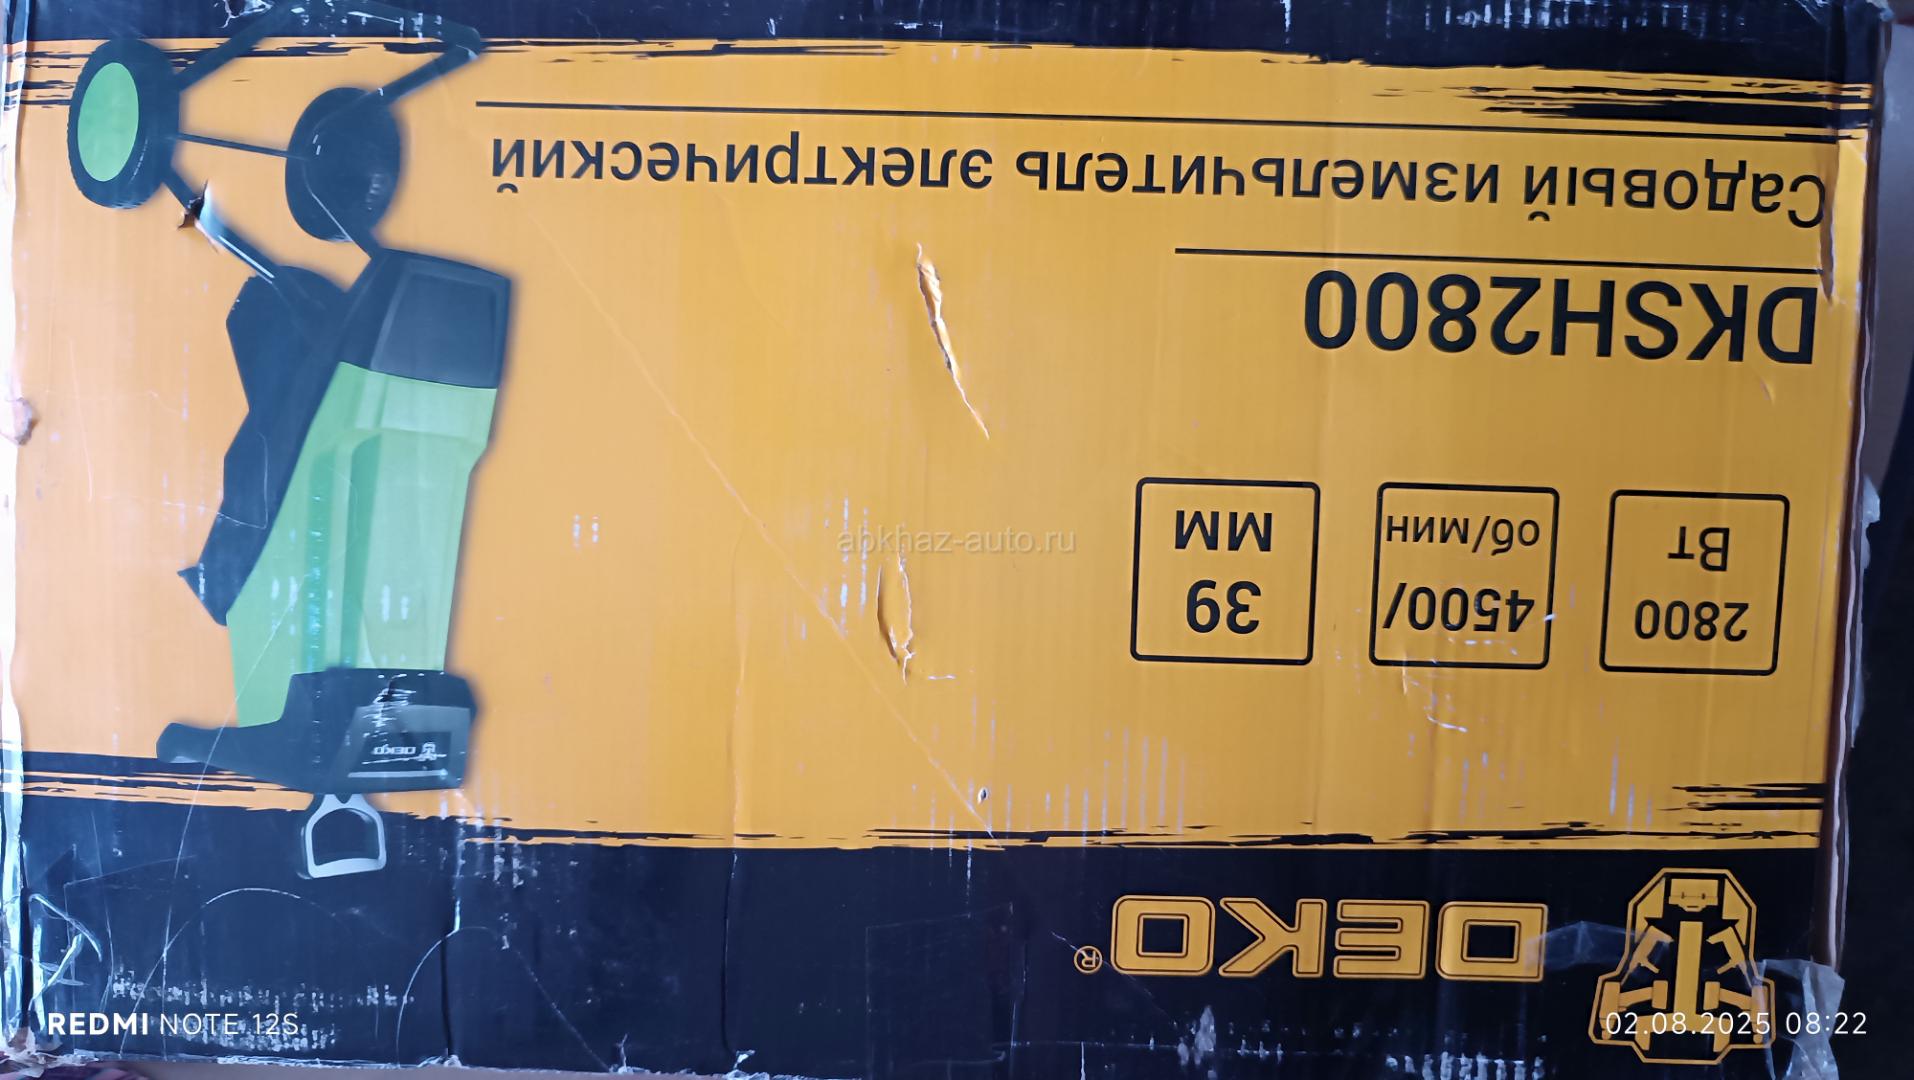 DEKO®
2800
Вт
4500/
об/мин
39
мм
DKSH2800
Садовый измельчитель электрический
DEKO
abkhaz-auto.ru
REDMI NOTE 12S
02.08.2025 08:22